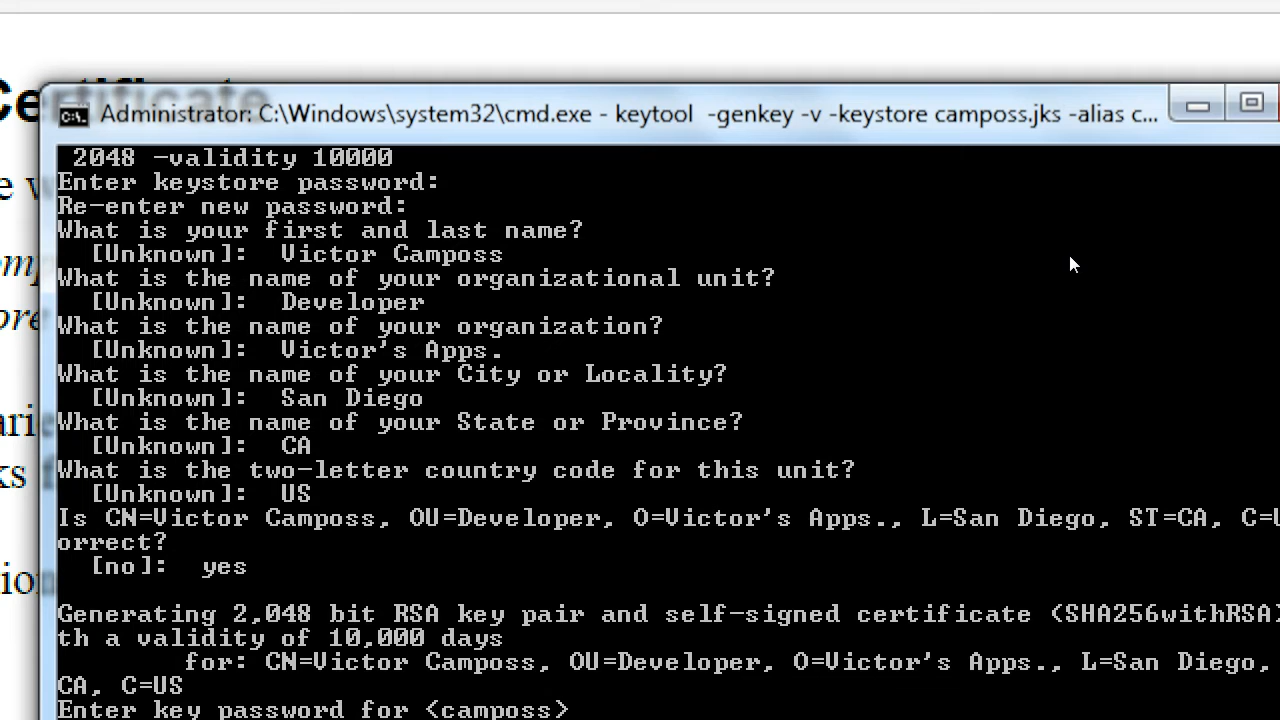 Certificate
Administrator: C:\Windows\system32\cmd.exe - keytool  -genkey -v -keystore camposs.jks -alias c...
2048 -validity 10000
Enter keystore password:
Re-enter new password:
What is your first and last name?
[Unknown]:  Victor Camposs
What is the name of your organizational unit?
[Unknown]:  Developer
What is the name of your organization?
[Unknown]:  Victor's Apps.
What is the name of your City or Locality?
[Unknown]:  San Diego
What is the name of your State or Province?
[Unknown]:  CA
What is the two-letter country code for this unit?
[Unknown]:  US
Is CN=Victor Camposs, OU=Developer, O=Victor's Apps., L=San Diego, ST=CA, C=U
orrect?
[no]:  yes
Generating 2,048 bit RSA key pair and self-signed certificate (SHA256withRSA)
th a validity of 10,000 days
for: CN=Victor Camposs, OU=Developer, O=Victor's Apps., L=San Diego,
CA, C=US
Enter key password for <camposs>